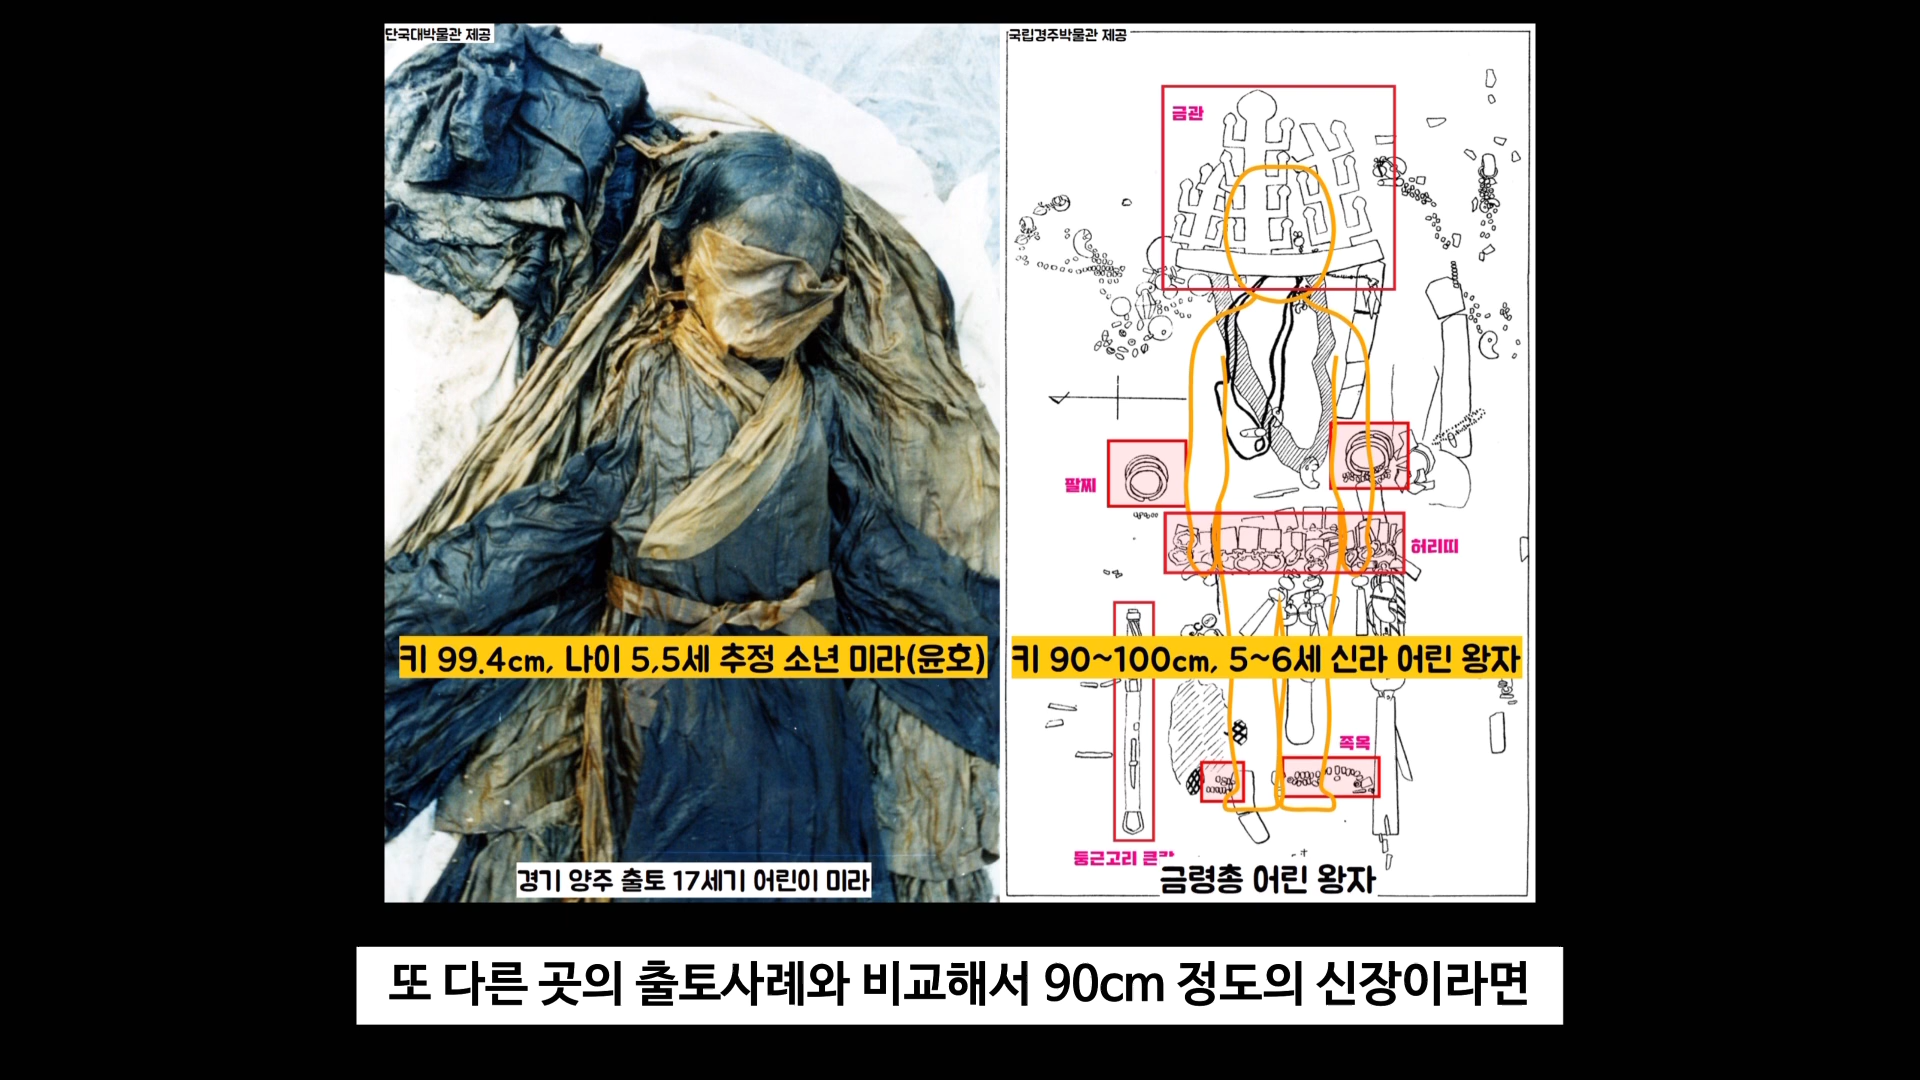 단국대박물관 제공
키 99.4cm, 나이 5,5세 추정 소년 미라(윤호)
경기 양주 출토 17세기 어린이 미라
국립경주박물관 제공
금관
팔찌
허리띠
키 90~100cm, 5~6세 신라 어린 왕자
족옥
둥근고리
금령총 어린 왕자
또 다른 곳의 출토사례와 비교해서 90cm 정도의 신장이라면